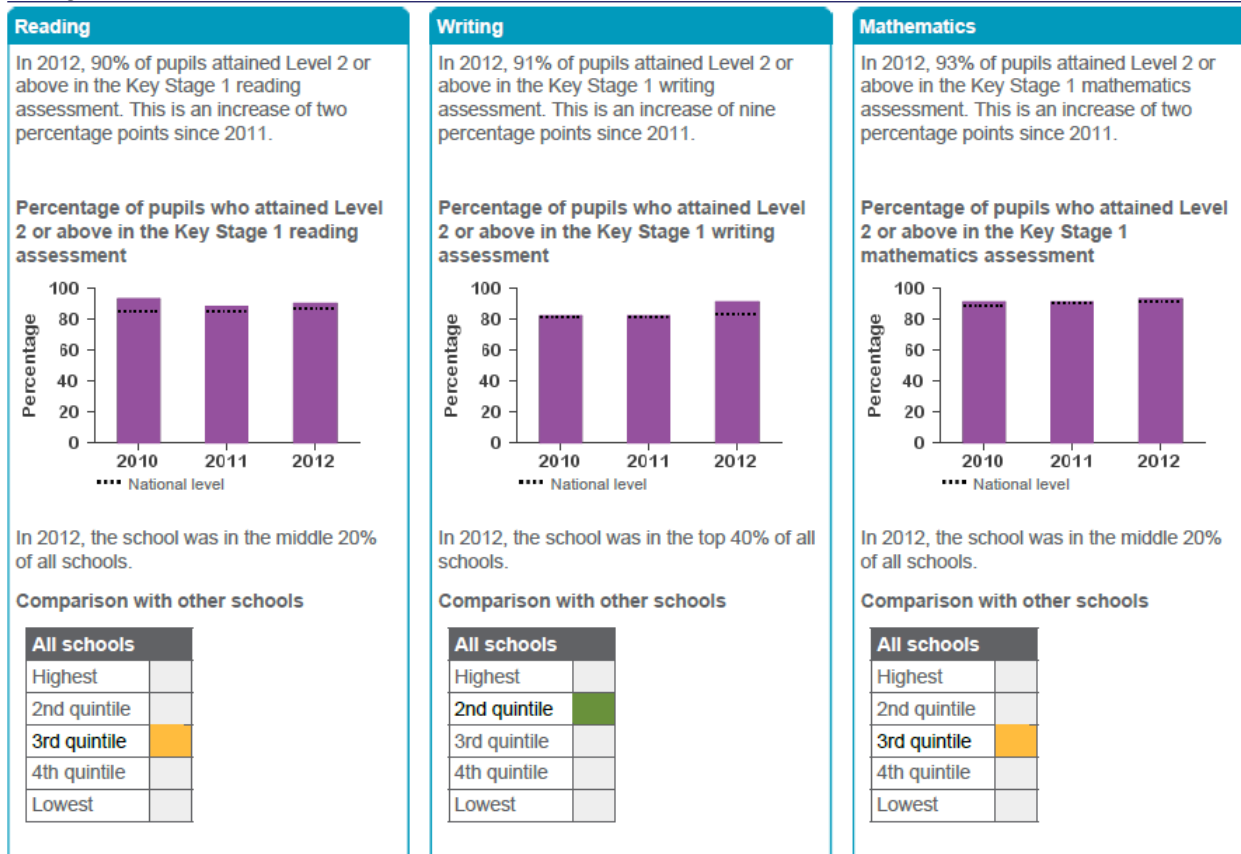 Reading
In 2012, 90% of pupils attained Level 2 or
above in the Key Stage 1 reading
assessment. This is an increase of two
percentage points since 2011.
Percentage of pupils who attained Level
2 or above in the Key Stage 1 reading
assessment
100
80
60
40
20
0
Percentage
2010 2011 2012
National level
In 2012, the school was in the middle 20%
of all schools.
Comparison with other schools
All schools
Highest
2nd quintile
3rd quintile
4th quintile
Lowest
Writing
In 2012, 91% of pupils attained Level 2 or
above in the Key Stage 1 writing
assessment. This is an increase of nine
percentage points since 2011.
Percentage of pupils who attained Level
2 or above in the Key Stage 1 writing
assessment
100
80
60
40
20
0
Percentage
2010 2011 2012
National level
In 2012, the school was in the top 40% of all
schools.
Comparison with other schools
All schools
Highest
2nd quintile
3rd quintile
4th quintile
Lowest
Mathematics
In 2012, 93% of pupils attained Level 2 or
above in the Key Stage 1 mathematics
assessment. This is an increase of two
percentage points since 2011.
Percentage of pupils who attained Level
2 or above in the Key Stage 1
mathematics assessment
100
80
60
40
20
0
Percentage
2010 2011 2012
National level
In 2012, the school was in the middle 20%
of all schools.
Comparison with other schools
All schools
Highest
2nd quintile
3rd quintile
4th quintile
Lowest